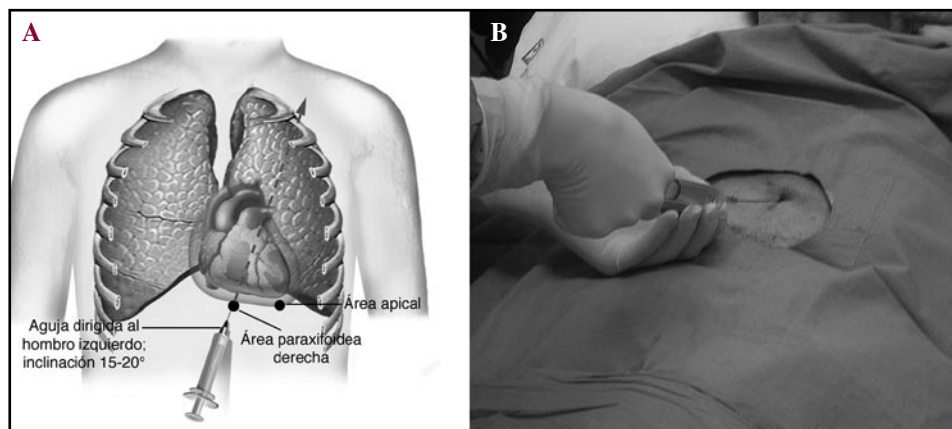 A
B
Área apical
Aguja dirigida al
hombro izquierdo;
inclinación 15-20°
Área paraxifoidea
derecha